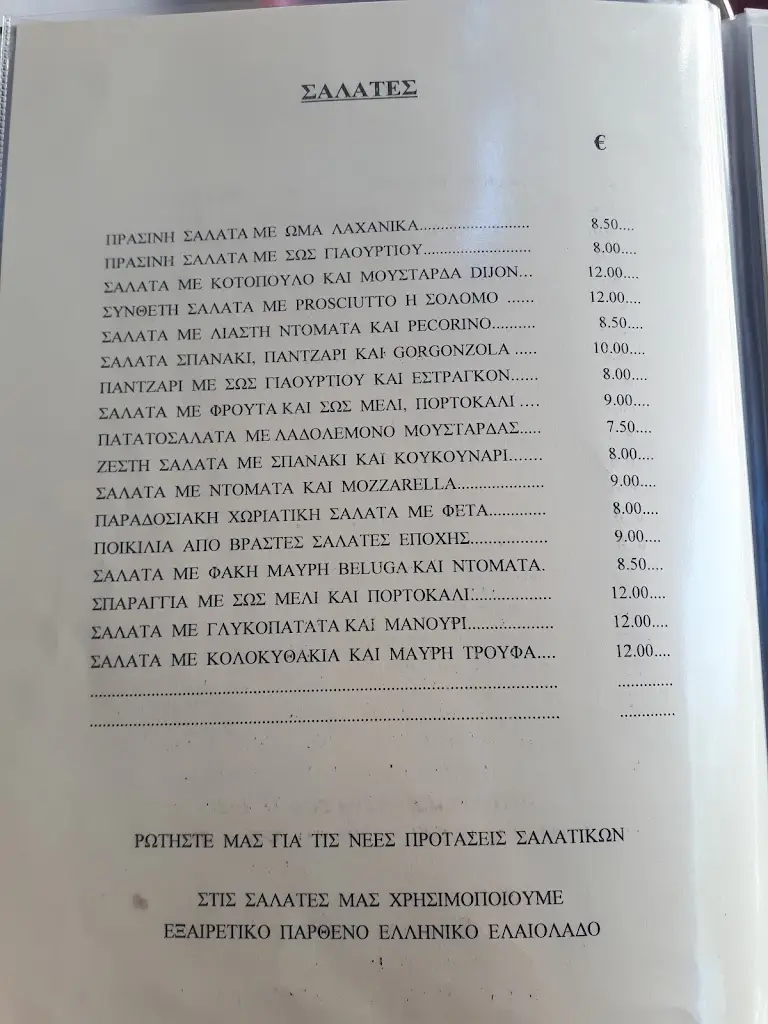 ΣΑΛΑΤΕΣ
€
ΠΡΑΣΙΝΗ ΣΑΛΑΤΑ ΜΕ ΩΜΑ ΛΑΧΑΝΙΚΑ........................... 8.50....
ΠΡΑΣΙΝΗ ΣΑΛΑΤΑ ΜΕ ΣΩΣ ΓΙΑΟΥΡΤΙΟΥ.......................... 8.00....
ΣΑΛΑΤΑ ΜΕ ΚΟΤΟΠΟΥΛΟ ΚΑΙ ΜΟΥΣΤΑΡΔΑ DIJON... 12.00....
ΣΥΝΘΕΤΗ ΣΑΛΑΤΑ ΜΕ PROSCIUTTO Η ΣΟΛΟΜΟ ...... 12.00....
ΣΑΛΑΤΑ ΜΕ ΛΙΑΣΤΗ ΝΤΟΜΑΤΑ ΚΑΙ PECORINO.......... 8.50....
ΣΑΛΑΤΑ ΣΠΑΝΑΚΙ, ΠΑΝΤΖΑΡΙ ΚΑΙ GORGONZOLA ..... 10.00....
ΠΑΝΤΖΑΡΙ ΜΕ ΣΩΣ ΓΙΑΟΥΡΤΙΟΥ ΚΑΙ ΕΣΤΡΑΓΚΟΝ...... 8.00....
ΣΑΛΑΤΑ ΜΕ ΦΡΟΥΤΑ ΚΑΙ ΣΩΣ ΜΕΛΙ, ΠΟΡΤΟΚΑΛΙ .... 9.00....
ΠΑΤΑΤΟΣΑΛΑΤΑ ΜΕ ΛΑΔΟΛΕΜΟΝΟ ΜΟΥΣΤΑΡΔΑΣ..... 7.50....
ΖΕΣΤΗ ΣΑΛΑΤΑ ΜΕ ΣΠΑΝΑΚΙ ΚΑΙ ΚΟΥΚΟΥΝΑΡΙ....... 8.00....
ΣΑΛΑΤΑ ΜΕ ΝΤΟΜΑΤΑ ΚΑΙ MOZZARELLA.................... 9.00....
ΠΑΡΑΔΟΣΙΑΚΗ ΧΩΡΙΑΤΙΚΗ ΣΑΛΑΤΑ ΜΕ ΦΕΤΑ............. 8.00....
ΠΟΙΚΙΛΙΑ ΑΠΟ ΒΡΑΣΤΕΣ ΣΑΛΑΤΕΣ ΕΠΟΧΗΣ.................. 9.00....
ΣΑΛΑΤΑ ΜΕ ΦΑΚΗ ΜΑΥΡΗ BELUGA ΚΑΙ ΝΤΟΜΑΤΑ. 8.50....
ΣΠΑΡΑΓΓΙΑ ΜΕ ΣΩΣ ΜΕΛΙ ΚΑΙ ΠΟΡΤΟΚΑΛΙ.................. 12.00....
ΣΑΛΑΤΑ ΜΕ ΓΛΥΚΟΠΑΤΑΤΑ ΚΑΙ ΜΑΝΟΥΡΙ................... 12.00....
ΣΑΛΑΤΑ ΜΕ ΚΟΛΟΚΥΘΑΚΙΑ ΚΑΙ ΜΑΥΡΗ ΤΡΟΥΦΑ.... 12.00....
ΡΩΤΗΣΤΕ ΜΑΣ ΓΙΑ ΤΙΣ ΝΕΕΣ ΠΡΟΤΑΣΕΙΣ ΣΑΛΑΤΙΚΩΝ
ΣΤΙΣ ΣΑΛΑΤΕΣ ΜΑΣ ΧΡΗΣΙΜΟΠΟΙΟΥΜΕ
ΕΞΑΙΡΕΤΙΚΟ ΠΑΡΘΕΝΟ ΕΛΛΗΝΙΚΟ ΕΛΑΙΟΛΑΔΟ